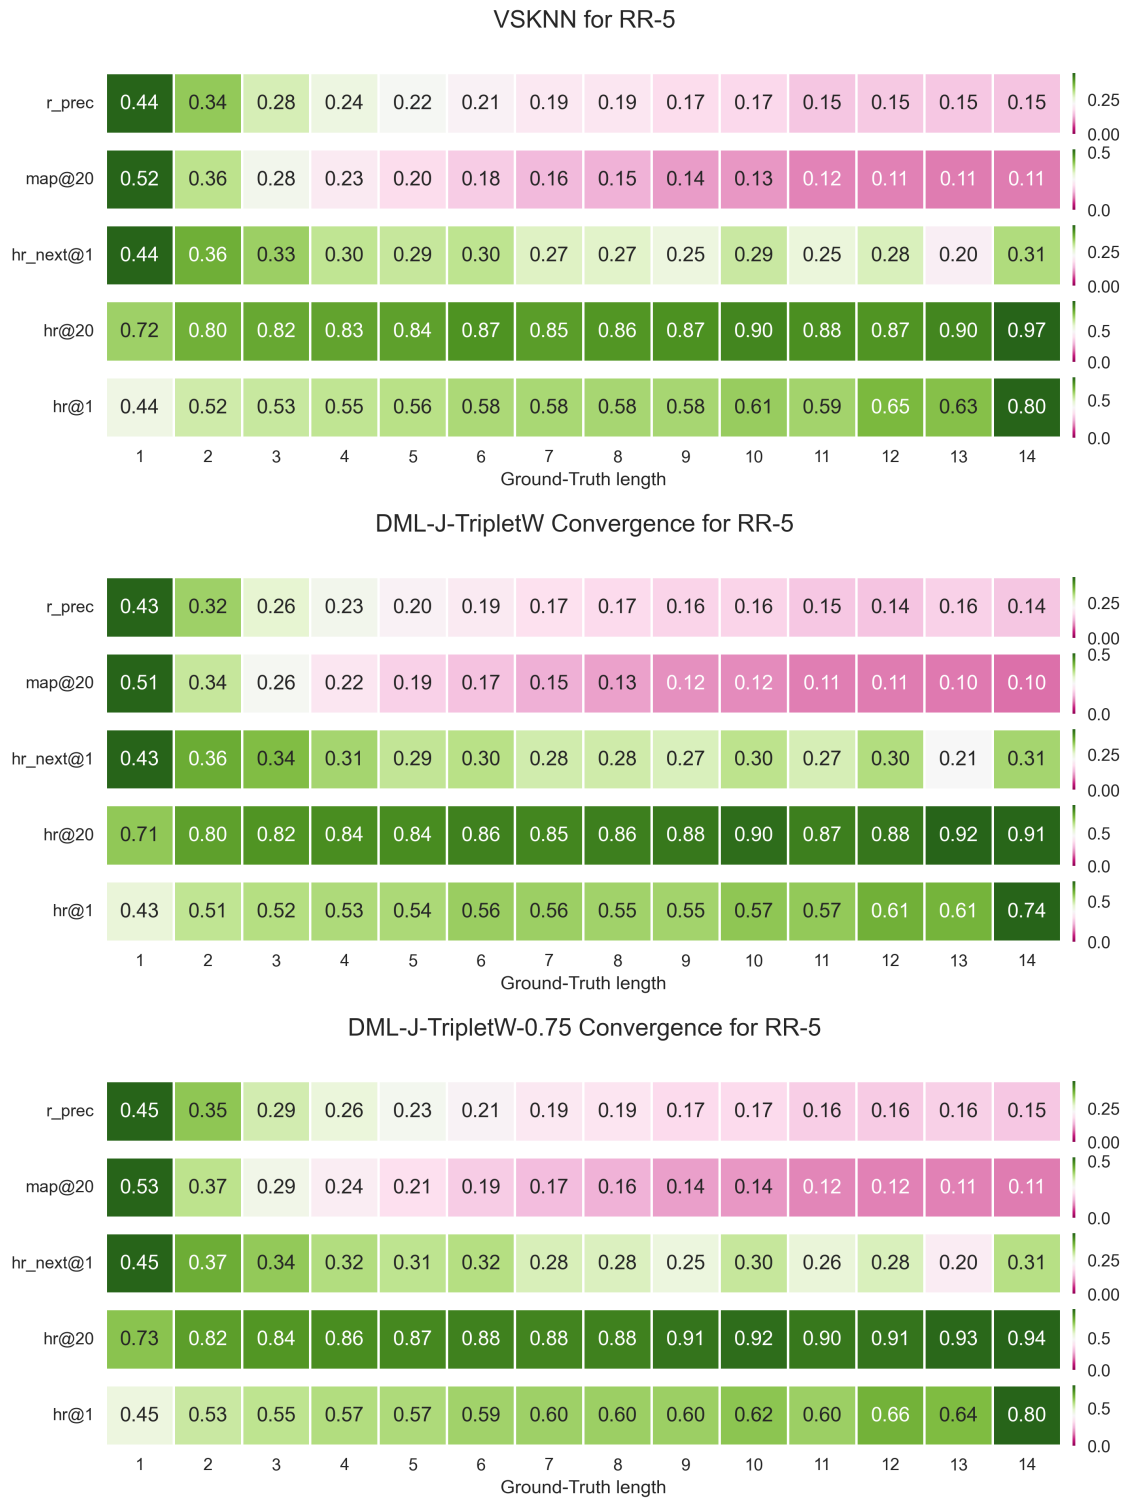 VSKNN for RR-5
r_prec 0.44 0.34 0.28 0.24 0.22 0.21 0.19 0.19 0.17 0.17 0.15 0.15 0.15 0.15 0.25 0.00
map@20 0.52 0.36 0.28 0.23 0.20 0.18 0.16 0.15 0.14 0.13 0.12 0.11 0.11 0.11 0.5 0.0
hr_next@1 0.44 0.36 0.33 0.30 0.29 0.30 0.27 0.27 0.25 0.29 0.25 0.28 0.20 0.31 0.25 0.00
hr@20 0.72 0.80 0.82 0.83 0.84 0.87 0.85 0.86 0.87 0.90 0.88 0.87 0.90 0.97 0.5 0.0
hr@1 0.44 0.52 0.53 0.55 0.56 0.58 0.58 0.58 0.58 0.61 0.59 0.65 0.63 0.80 0.5 0.0
1 2 3 4 5 6 7 8 9 10 11 12 13 14
Ground-Truth length
DML-J-TripletW Convergence for RR-5
r_prec 0.43 0.32 0.26 0.23 0.20 0.19 0.17 0.17 0.16 0.16 0.15 0.14 0.16 0.14 0.25 0.00
map@20 0.51 0.34 0.26 0.22 0.19 0.17 0.15 0.13 0.12 0.12 0.11 0.11 0.10 0.10 0.5 0.0
hr_next@1 0.43 0.36 0.34 0.31 0.29 0.30 0.28 0.28 0.27 0.30 0.27 0.30 0.21 0.31 0.25 0.00
hr@20 0.71 0.80 0.82 0.84 0.84 0.86 0.85 0.86 0.88 0.90 0.87 0.88 0.92 0.91 0.5 0.0
hr@1 0.43 0.51 0.52 0.53 0.54 0.56 0.56 0.55 0.55 0.57 0.57 0.61 0.61 0.74 0.5 0.0
1 2 3 4 5 6 7 8 9 10 11 12 13 14
Ground-Truth length
DML-J-TripletW-0.75 Convergence for RR-5
r_prec 0.45 0.35 0.29 0.26 0.23 0.21 0.19 0.19 0.17 0.17 0.16 0.16 0.16 0.15 0.25 0.00
map@20 0.53 0.37 0.29 0.24 0.21 0.19 0.17 0.16 0.14 0.14 0.12 0.12 0.11 0.11 0.5 0.0
hr_next@1 0.45 0.37 0.34 0.32 0.31 0.32 0.28 0.28 0.25 0.30 0.26 0.28 0.20 0.31 0.25 0.00
hr@20 0.73 0.82 0.84 0.86 0.87 0.88 0.88 0.88 0.91 0.92 0.90 0.91 0.93 0.94 0.5 0.0
hr@1 0.45 0.53 0.55 0.57 0.57 0.59 0.60 0.60 0.60 0.62 0.60 0.66 0.64 0.80 0.5 0.0
1 2 3 4 5 6 7 8 9 10 11 12 13 14
Ground-Truth length